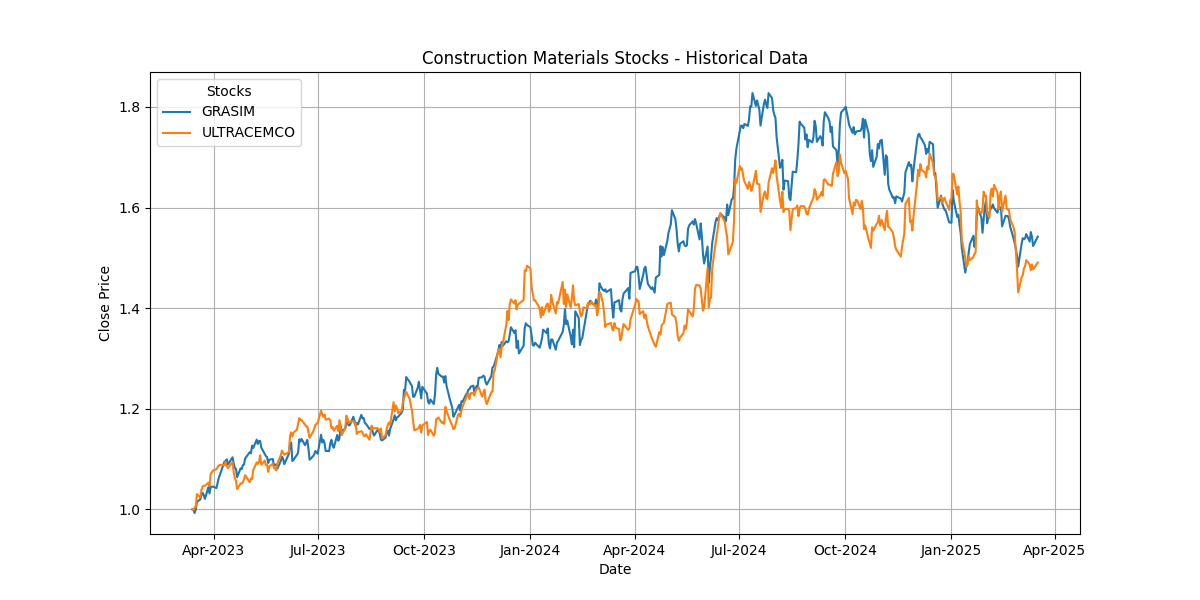 Construction Materials Stocks - Historical Data
Stocks
GRASIM
ULTRACEMCO
Close Price
1.8
1.6
1.4
1.2
1.0
Apr-2023 Jul-2023 Oct-2023 Jan-2024 Apr-2024 Jul-2024 Oct-2024 Jan-2025 Apr-2025
Date